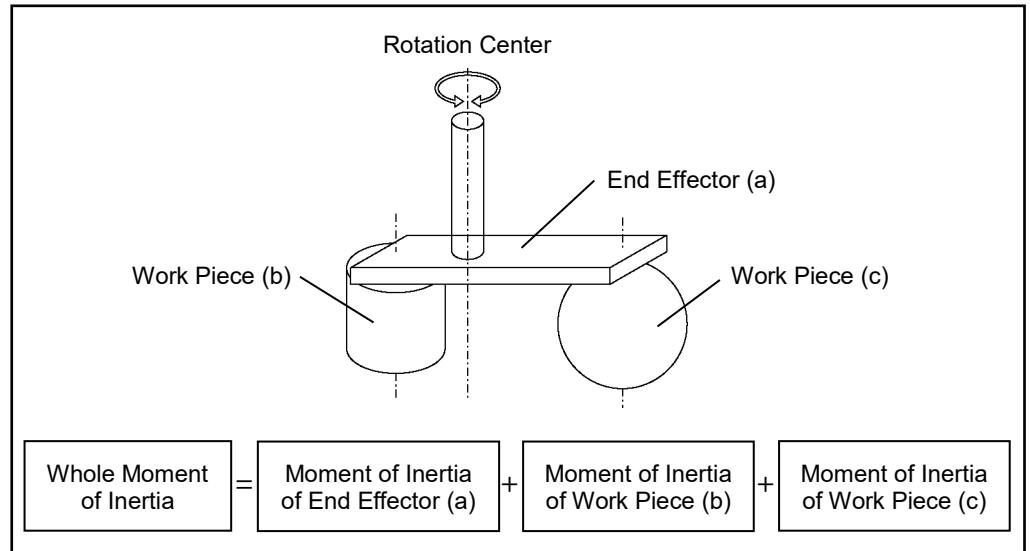 Rotation Center
End Effector (a)
Work Piece (b)
Work Piece (c)
Whole Moment
of Inertia
=
Moment of Inertia
of End Effector (a)
+
Moment of Inertia
of Work Piece (b)
+
Moment of Inertia
of Work Piece (c)